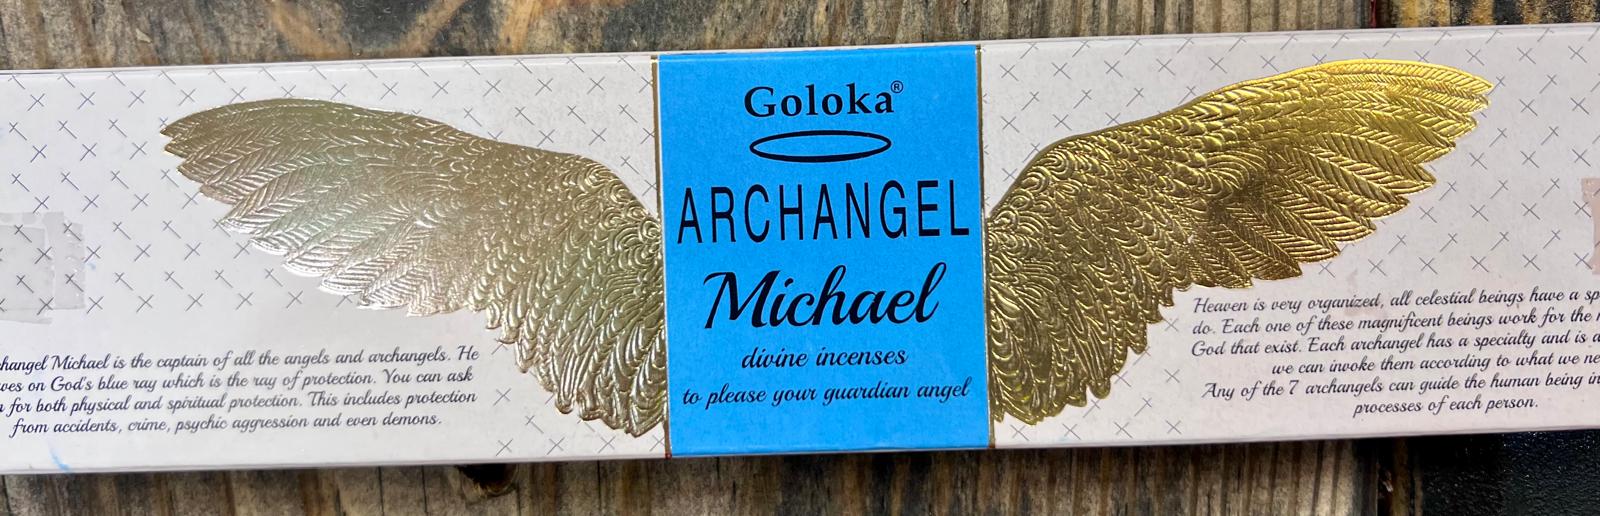 Goloka®
ARCHANGEL
Michael
divine incenses
to please your guardian angel
changel Michael is the captain of all the angels and archangels. He
ves on God's blue ray which is the ray of protection. You can ask
for both physical and spiritual protection. This includes protection
from accidents, crime, psychic aggression and even demons.
Heaven is very organized, all celestial beings have a sp
do. Each one of these magnificent beings work for the
God that exist. Each archangel has a specialty and is a
we can invoke them according to what we ne
Any of the 7 archangels can guide the human being in
processes of each person.